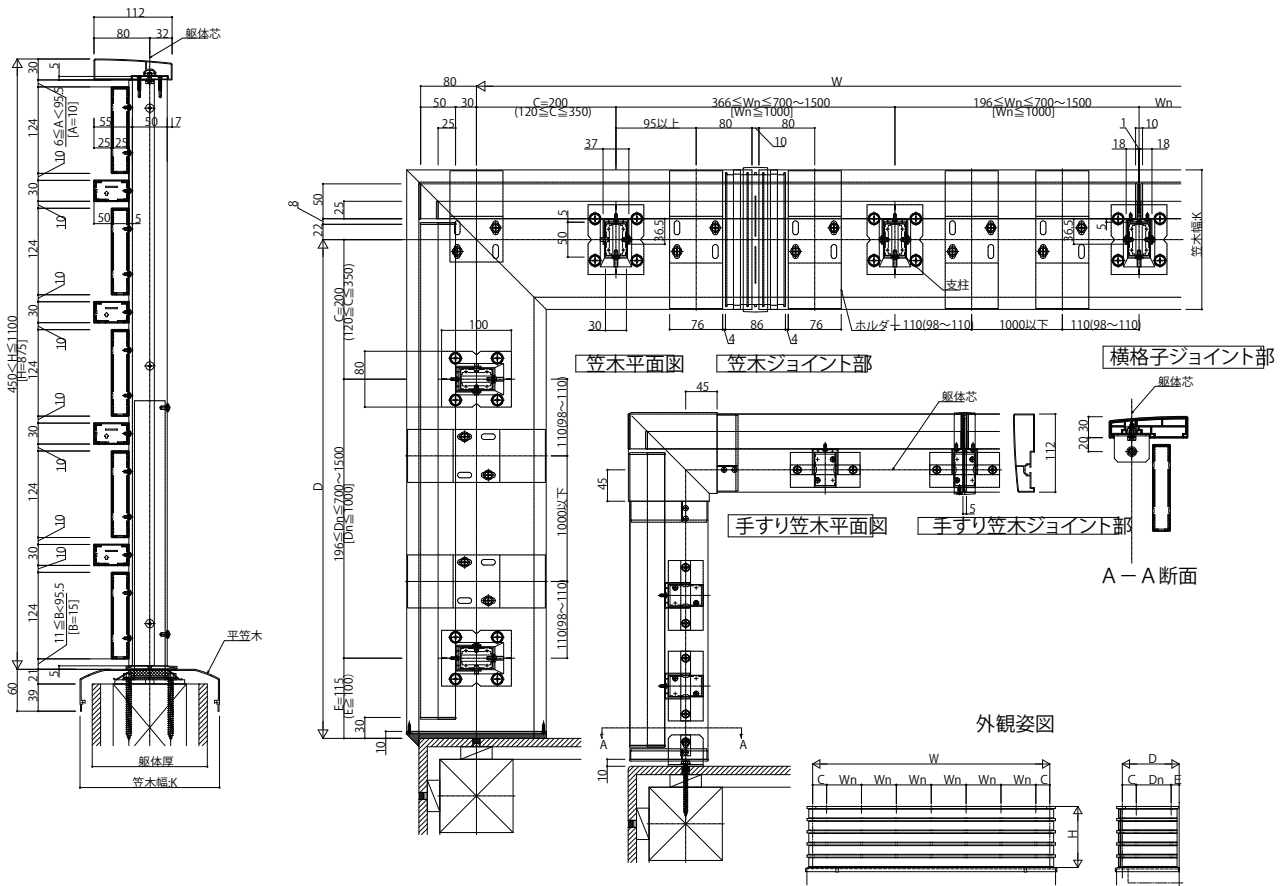 112
80
32
躯体芯
30
5
124
6≦A<95.5
[A=10]
55
50
17
25
25
10
30
50
5
10
124
10
30
10
450<H≦1100
[H=875]
124
10
30
10
124
10
30
10
124
11≦B<95.5
[B=15]
平笠木
21
5
60
39
躯体厚
笠木幅:K
80
W
50
30
C=200
(120≦C≦350)
366≦Wn≦700～1500
[Wn≦1000]
196≦Wn≦700～1500
[Wn≦1000]
Wn
25
95以上
80
80
10
37
1
10
18
18
50
25
8
22
5
50
36.5
36.5
5
笠木幅:K
支柱
30
76
86
76
ホルダー
110(98～110)
1000以下
110(98～110)
4
4
笠木平面図
笠木ジョイント部
横格子ジョイント部
C=200
(120≦C≦350)
100
80
110(98～110)
D
196≦Dn≦700～1500
[Dn≦1000]
1000以下
110(98～110)
E=115
(E≧100)
30
10
45
躯体芯
112
45
5
手すり笠木平面図
手すり笠木ジョイント部
躯体芯
30
20
A－A断面
A
A
10
外観姿図
W
C
Wn
Wn
Wn
Wn
Wn
Wn
C
H
D
C
Dn
E